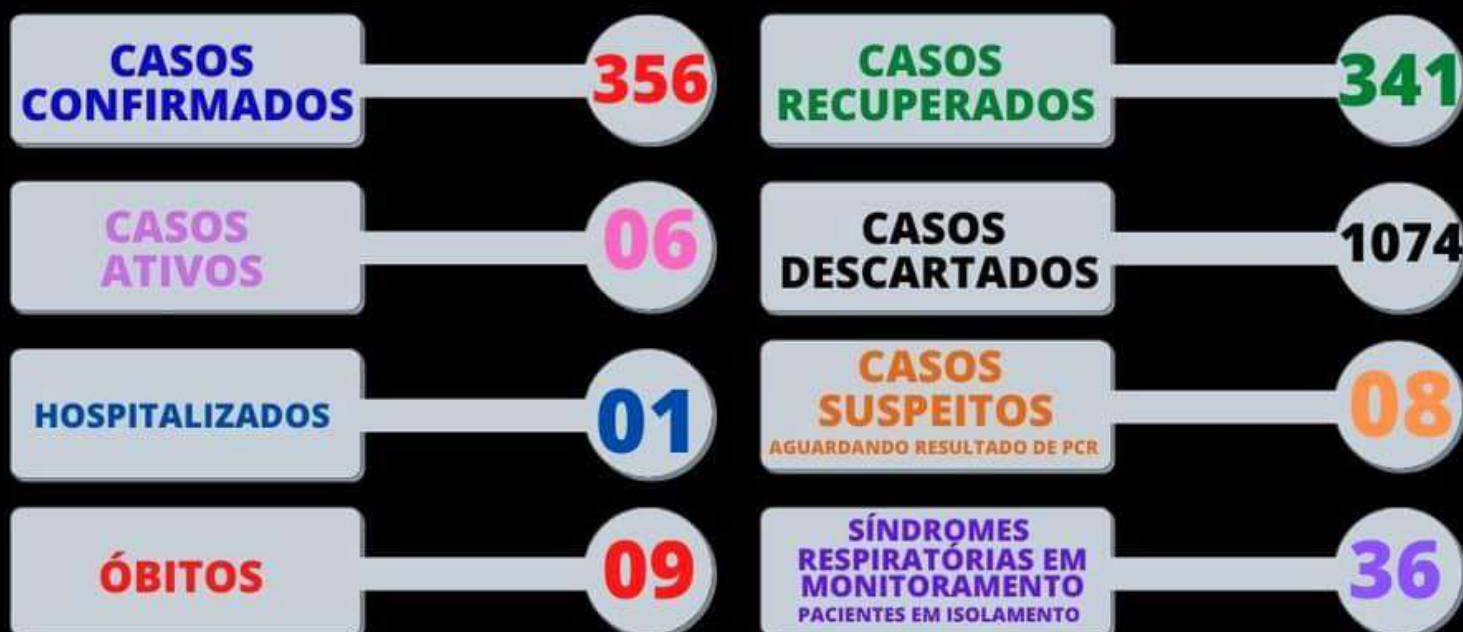 CASOS
CONFIRMADOS
356
CASOS
RECUPERADOS
341
CASOS
ATIVOS
06
CASOS
DESCARTADOS
1074
HOSPITALIZADOS
01
CASOS
SUSPEITOS
AGUARDANDO RESULTADO DE PCR
08
ÓBITOS
09
SÍNDROMES
RESPIRATÓRIAS EM
MONITORAMENTO
PACIENTES EM ISOLAMENTO
36